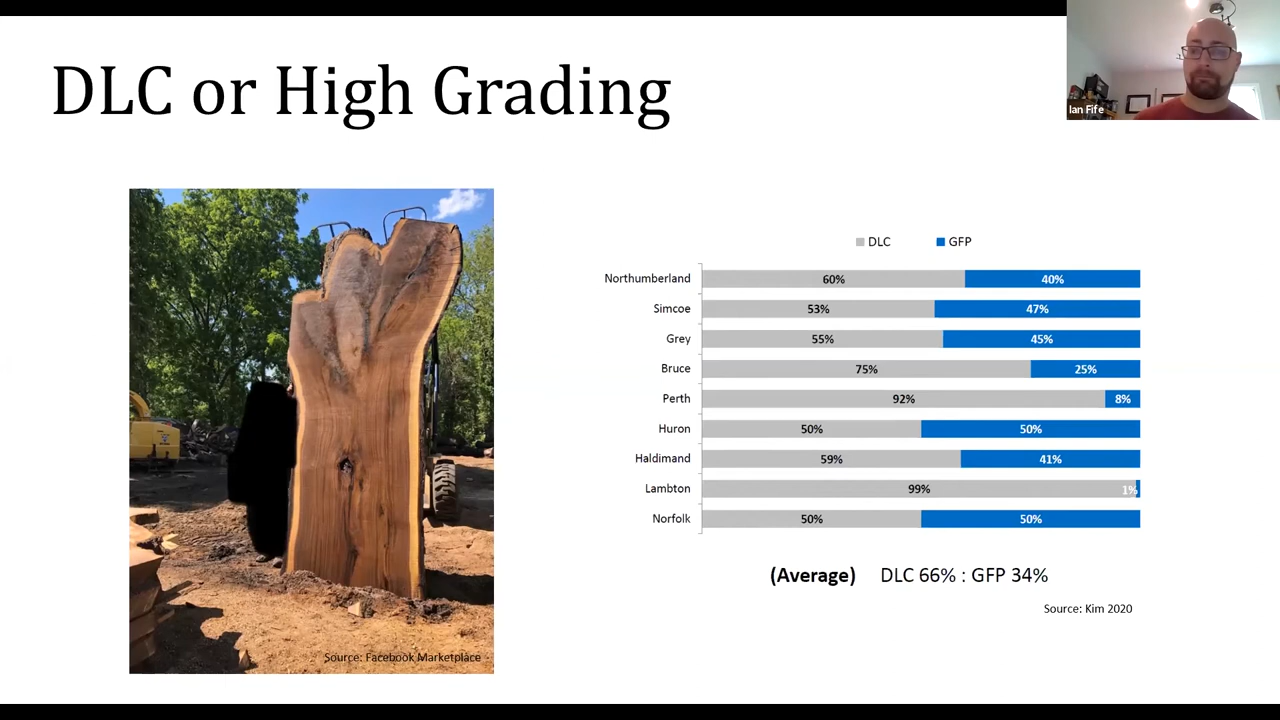 DLC or High Grading
Ian Fife
Source: Facebook Marketplace
DLC GFP
Northumberland 60% 40%
Simcoe 53% 47%
Grey 55% 45%
Bruce 75% 25%
Perth 92% 8%
Huron 50% 50%
Haldimand 59% 41%
Lambton 99% 1%
Norfolk 50% 50%
(Average) DLC 66% : GFP 34%
Source: Kim 2020